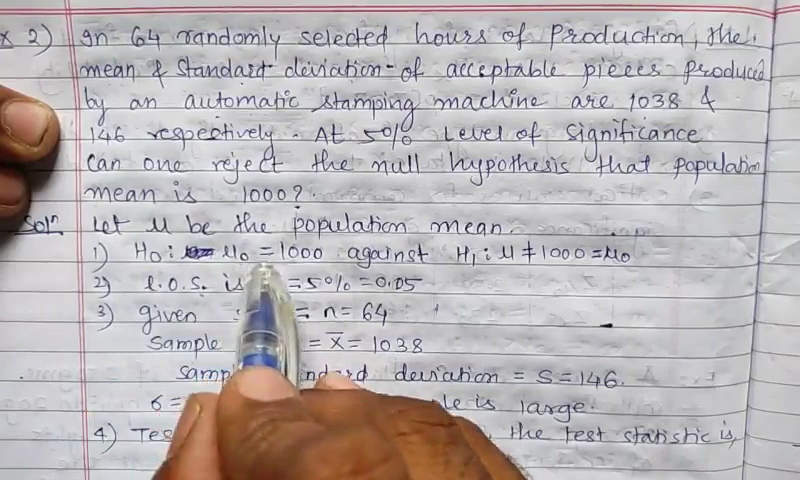 x 2) In 64 randomly selected hours of Production, the
mean & Standard deviation of acceptable pieces produced
by an automatic stamping machine are 1038 &
146 respectively. At 5% Level of significance
Can one reject the null hypothesis that population
mean is 1000?
Soln Let μ be the population mean.
1) H0: μ0 = 1000 against H1: μ ≠ 1000 = μ0
2) l.o.S. is = 5% = 0.05
3) given = n = 64
Sample = x̄ = 1038
Sample deviation = S = 146.
6 = is large.
4) the test statistic is,